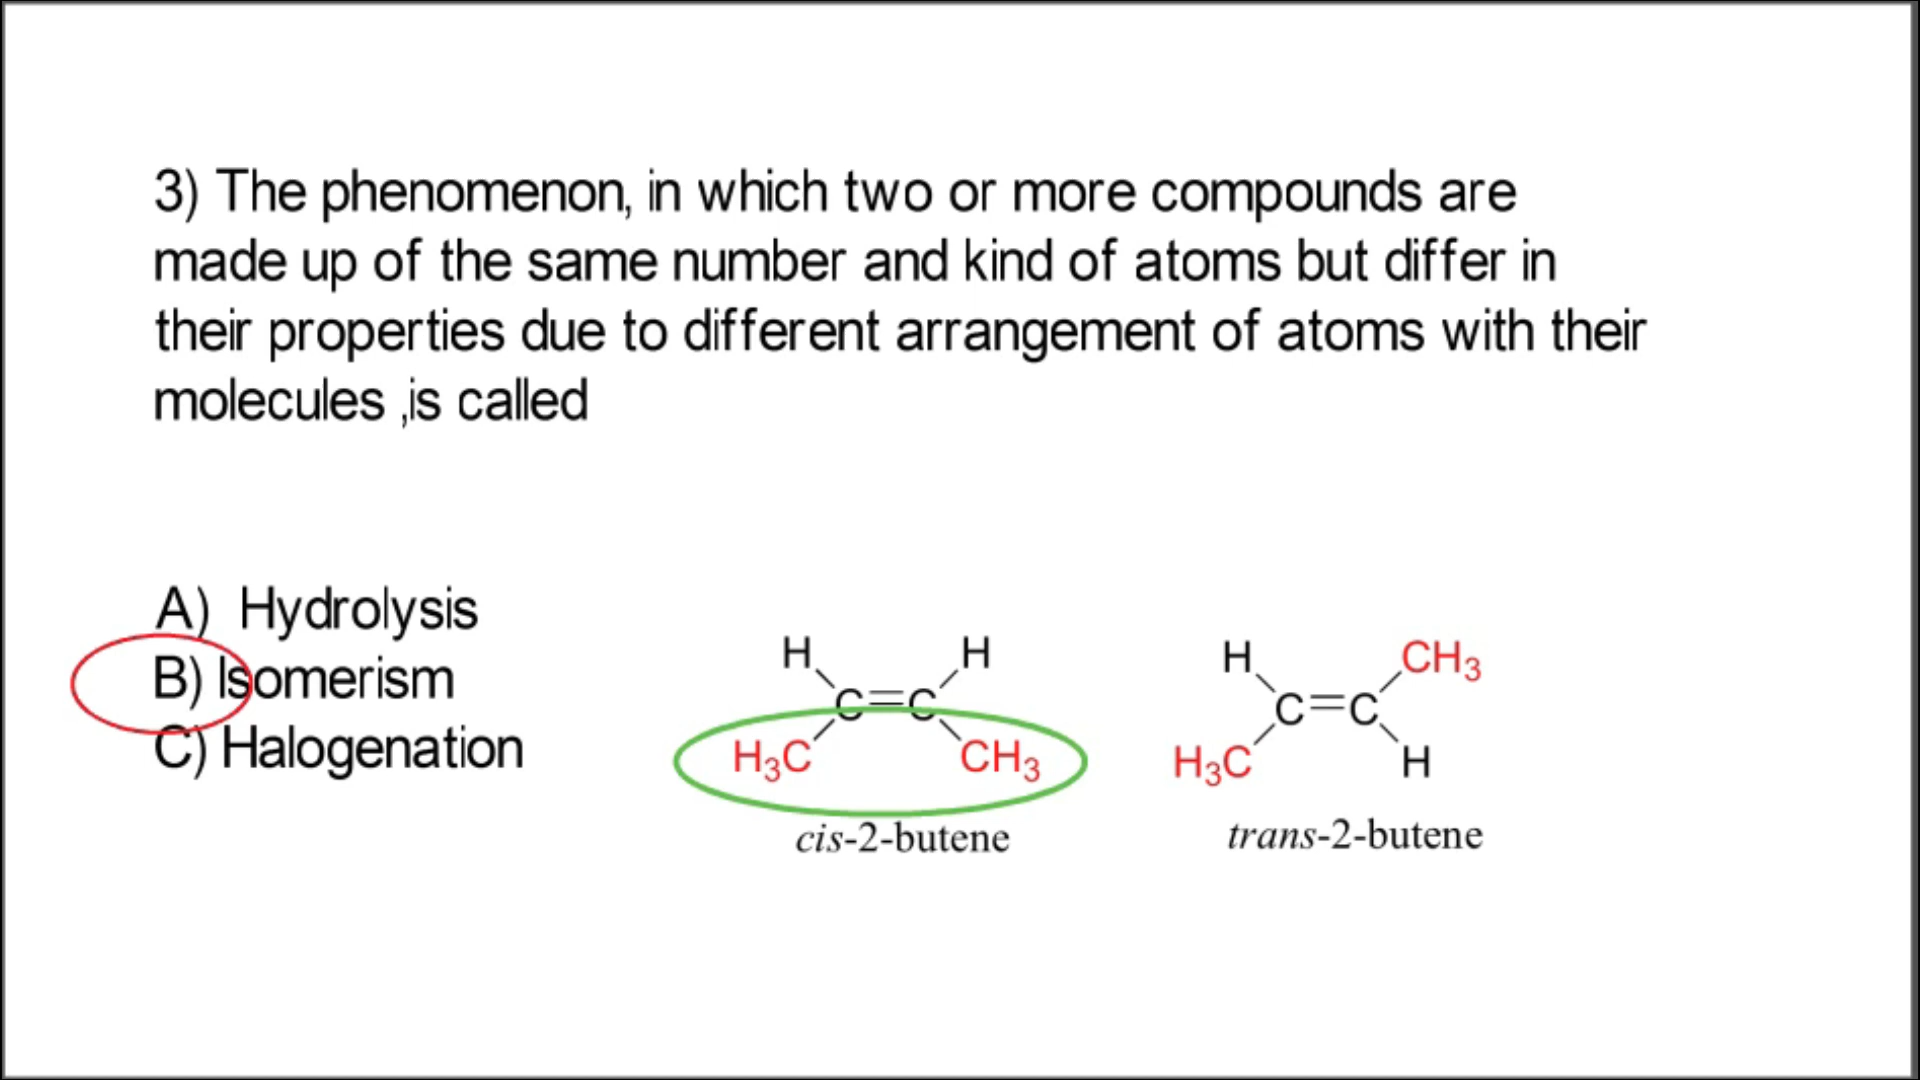 3) The phenomenon, in which two or more compounds are
made up of the same number and kind of atoms but differ in
their properties due to different arrangement of atoms with their
molecules ,is called
A) Hydrolysis
B) Isomerism
C) Halogenation
H H
C=C
H₃C CH₃
cis-2-butene
H CH₃
C=C
H₃C H
trans-2-butene